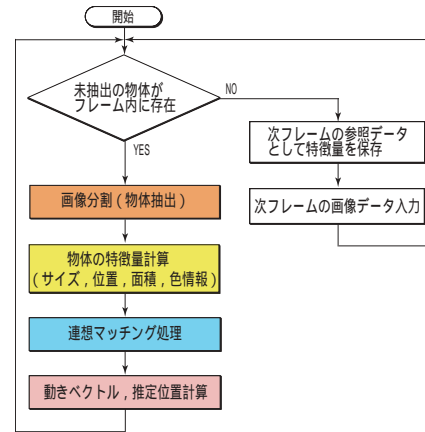 開始
未抽出の物体が
フレーム内に存在
NO
YES
次フレームの参照データ
として特徴量を保存
画像分割(物体抽出)
次フレームの画像データ入力
物体の特徴量計算
(サイズ,位置,面積,色情報)
連想マッチング処理
動きベクトル,推定位置計算